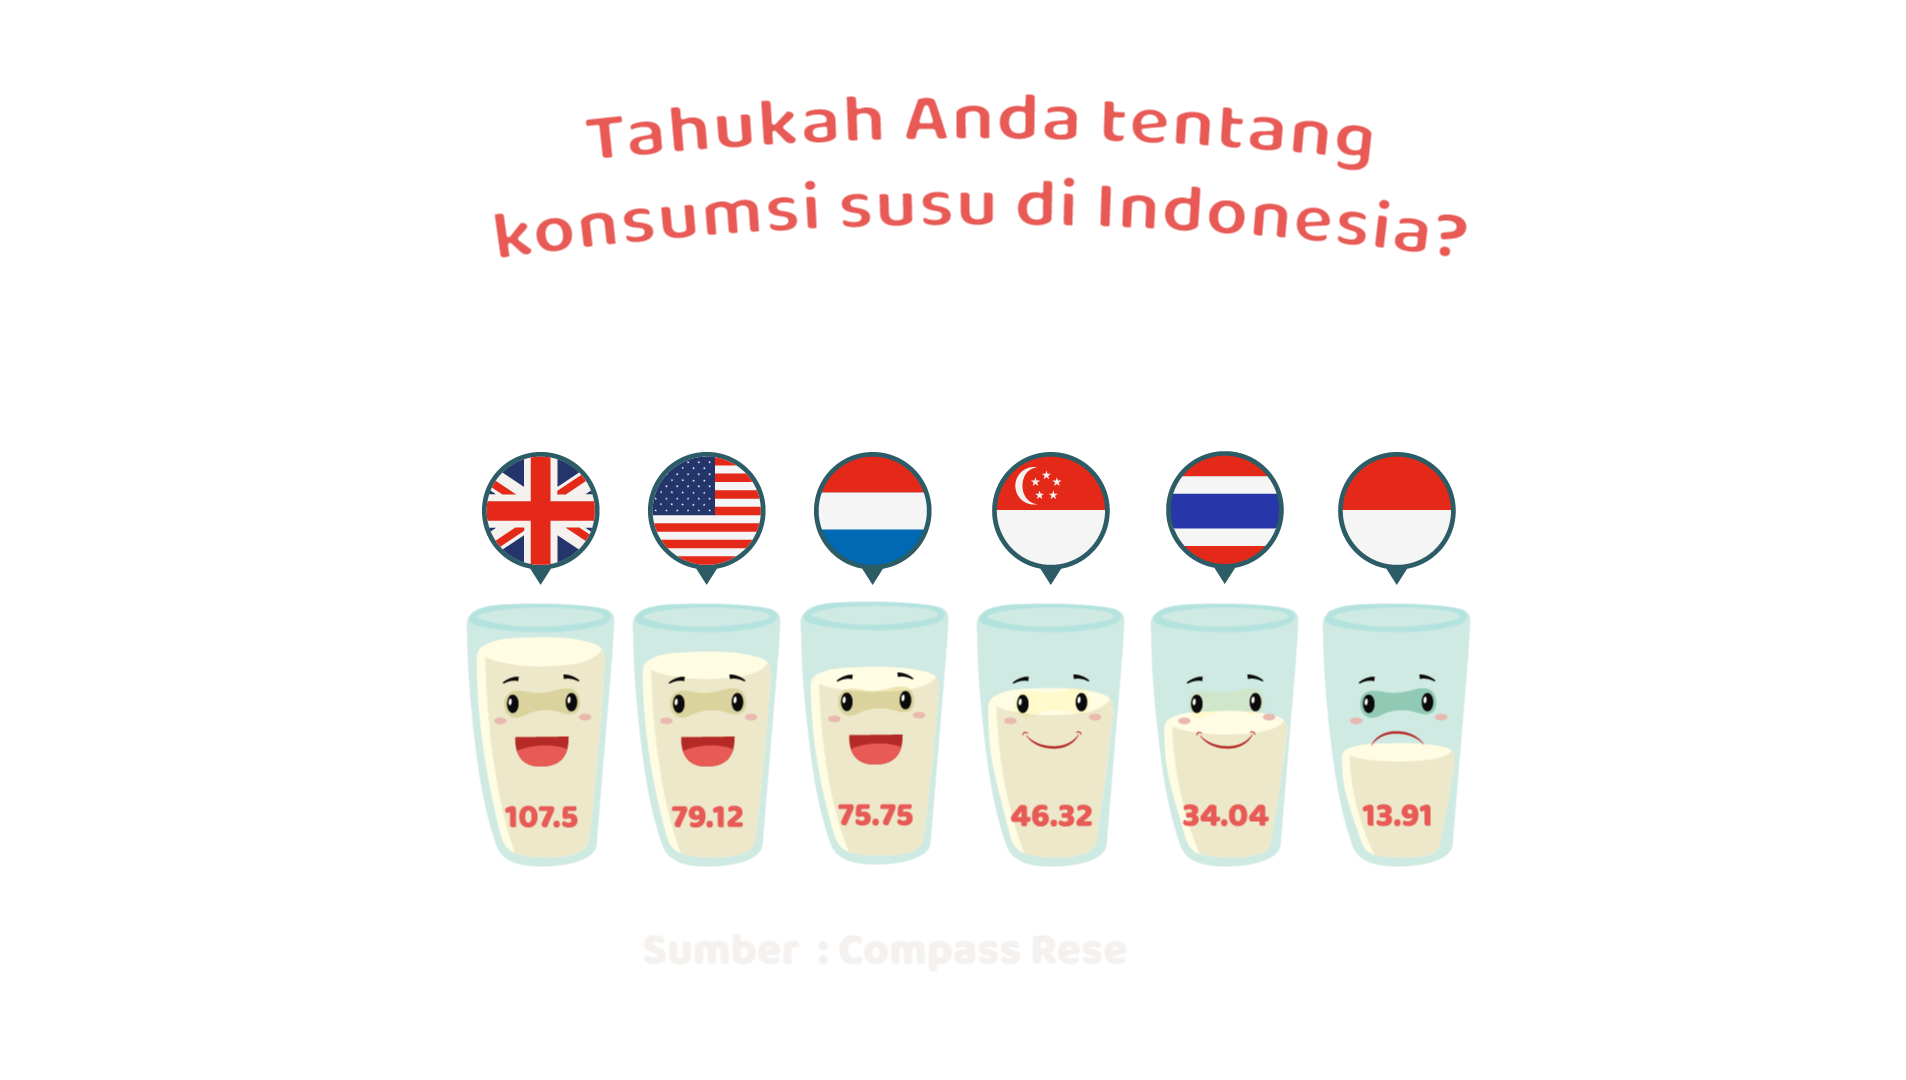 Tahukah Anda tentang
konsumsi susu di Indonesia?
107.5 79.12 75.75 46.32 34.04 13.91
Sumber : Compass Rese